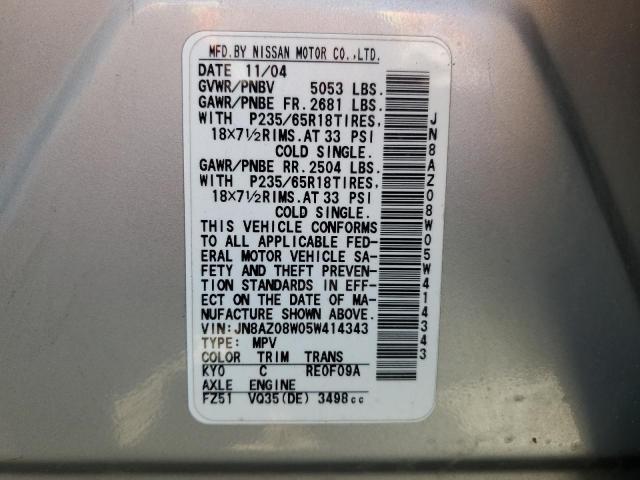 MFD. BY NISSAN MOTOR CO.,LTD.
DATE 11/04
GVWR/PNBV 5053 LBS.
GAWR/PNBE FR. 2681 LBS.
WITH P235/65R18TIRES,
18×7½RIMS. AT 33 PSI
COLD SINGLE.
GAWR/PNBE RR. 2504 LBS.
WITH P235/65R18TIRES,
18×7½RIMS. AT 33 PSI
COLD SINGLE.
THIS VEHICLE CONFORMS
TO ALL APPLICABLE FED-
ERAL MOTOR VEHICLE SA-
FETY AND THEFT PREVEN-
TION STANDARDS IN EFF-
ECT ON THE DATE OF MA-
NUFACTURE SHOWN ABOVE.
VIN: JN8AZ08W05W414343
TYPE: MPV
COLOR TRIM TRANS
KY0 C RE0F09A
AXLE ENGINE
FZ51 VQ35(DE) 3498cc
JN8AZ08W05W414343